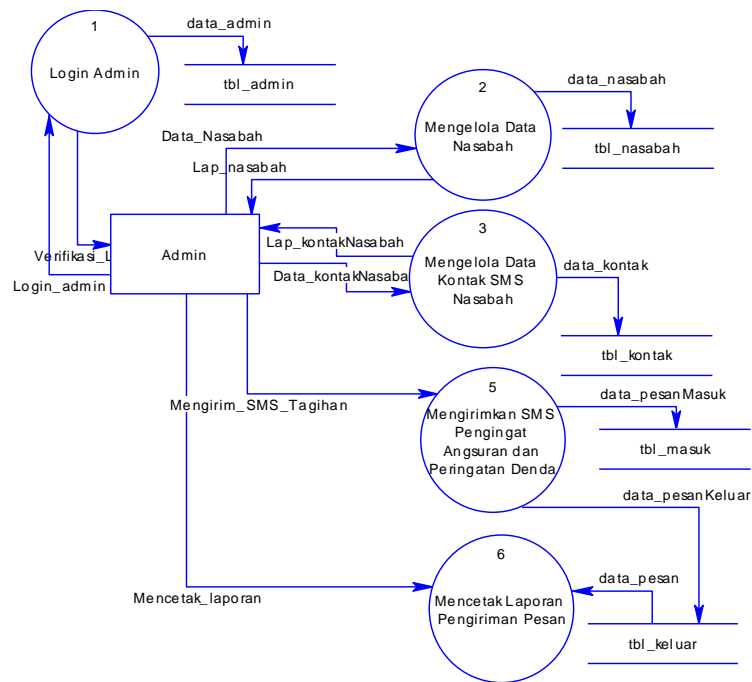 1
Login Admin
data_admin
tbl_admin
2
Mengelola Data
Nasabah
data_nasabah
tbl_nasabah
Data_Nasabah
Lap_nasabah
Admin
Verifikasi_L
Login_admin
Lap_kontakNasabah
Data_kontakNasaba
3
Mengelola Data
Kontak SMS
Nasabah
data_kontak
tbl_kontak
Mengirim_SMS_Tagihan
5
Mengirimkan SMS
Pengingat
Angsuran dan
Peringatan Denda
data_pesanMasuk
tbl_masuk
data_pesanKeluar
6
Mencetak Laporan
Pengiriman Pesan
data_pesan
tbl_keluar
Mencetak_laporan